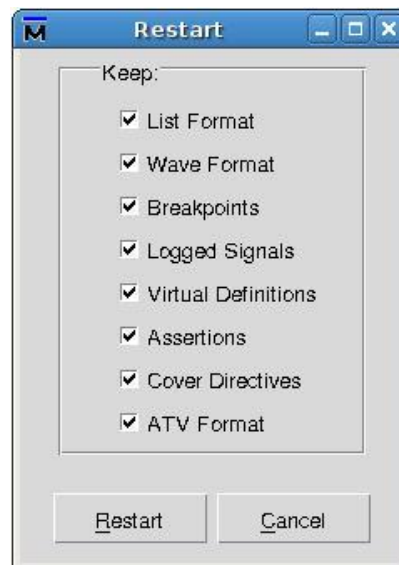 M Restart
Keep:
List Format
Wave Format
Breakpoints
Logged Signals
Virtual Definitions
Assertions
Cover Directives
ATV Format
Restart Cancel